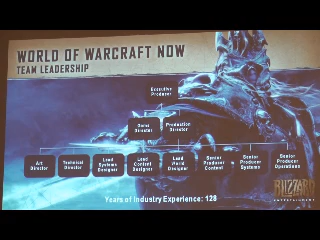 WORLD OF WARCRAFT NOW
TEAM LEADERSHIP
Executive
Producer
Game
Director
Production
Director
Art
Director
Technical
Director
Lead
Systems
Designer
Lead
Content
Designer
Lead
World
Designer
Senior
Producer
Content
Senior
Producer
Systems
Senior
Producer
Operations
Years of Industry Experience: 128
BLIZZARD
ENTERTAINMENT